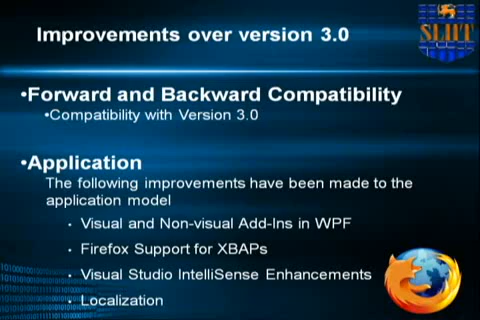 Improvements over version 3.0
SLIIT
•Forward and Backward Compatibility
•Compatibility with Version 3.0
•Application
The following improvements have been made to the
application model
• Visual and Non-visual Add-Ins in WPF
• Firefox Support for XBAPs
• Visual Studio IntelliSense Enhancements
• Localization